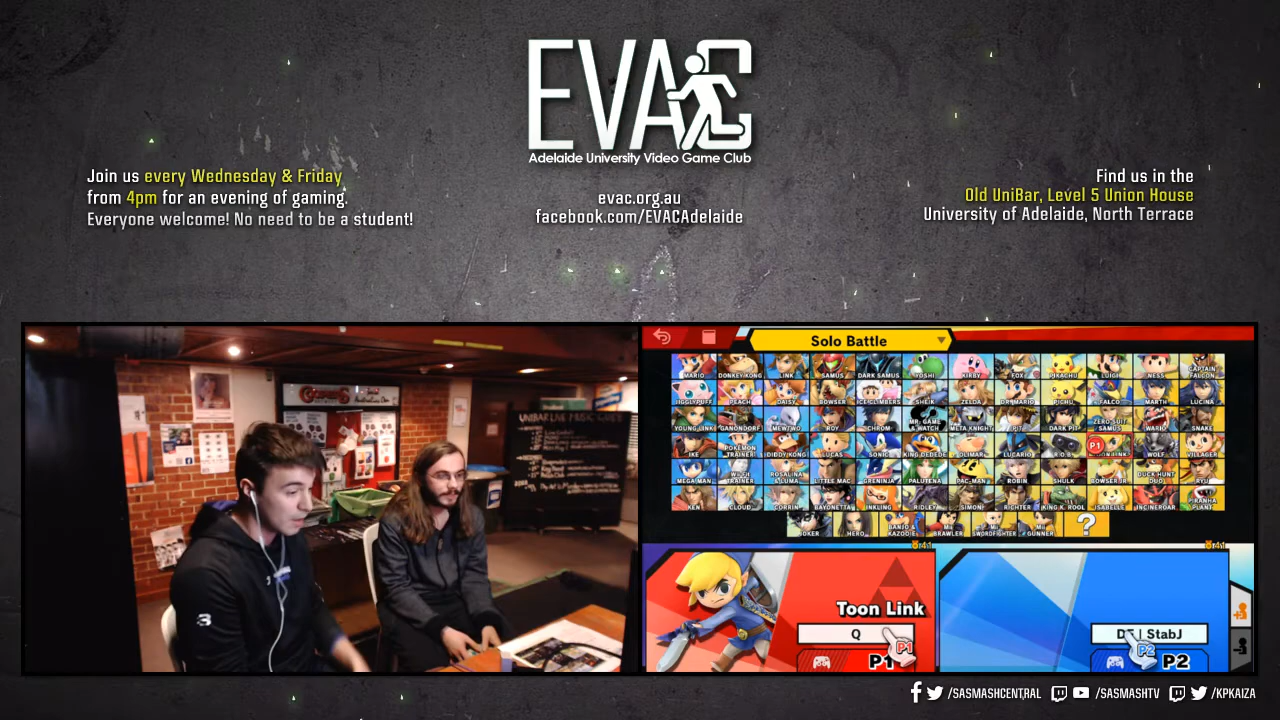 EVAC
Adelaide University Video Game Club
Join us every Wednesday & Friday
from 4pm for an evening of gaming.
Everyone welcome! No need to be a student!
evac.org.au
facebook.com/EVACAdelaide
Find us in the
Old UniBar, Level 5 Union House
University of Adelaide, North Terrace
UNIBAR LIVE MUSIC
3
Solo Battle
MARIO DONKEY KONG LINK SAMUS DARK SAMUS YOSHI KIRBY FOX PIKACHU LUIGI NESS CAPTAIN FALCON
JIGGLYPUFF PEACH DAISY BOWSER ICE CLIMBERS SHEIK ZELDA DR. MARIO PICHU FALCO MARTH LUCINA
YOUNG LINK GANONDORF MEWTWO ROY CHROM MR. GAME & WATCH META KNIGHT PIT DARK PIT ZERO SUIT SAMUS WARIO SNAKE
IKE POKÉMON TRAINER DIDDY KONG LUCAS SONIC KING DEDEDE OLIMAR LUCARIO R.O.B. P1 WOLF VILLAGER
MEGA MAN Wii Fit TRAINER ROSALINA & LUMA LITTLE MAC GRENINJA PALUTENA PAC-MAN ROBIN SHULK BOWSER JR. DUCK HUNT DUO RYU
KEN CLOUD CORRIN BAYONETTA INKLING RIDLEY SIMON RICHTER KING K. ROOL ISABELLE INCINEROAR PIRANHA PLANT
JOKER HERO BANJO & KAZOOIE Mii BRAWLER Mii SWORDFIGHTER Mii GUNNER ?
Toon Link
Q
P1
P1
StabJ
P2
P2
/SASMASHCENTRAL /SASMASHTV /KPKAIZA